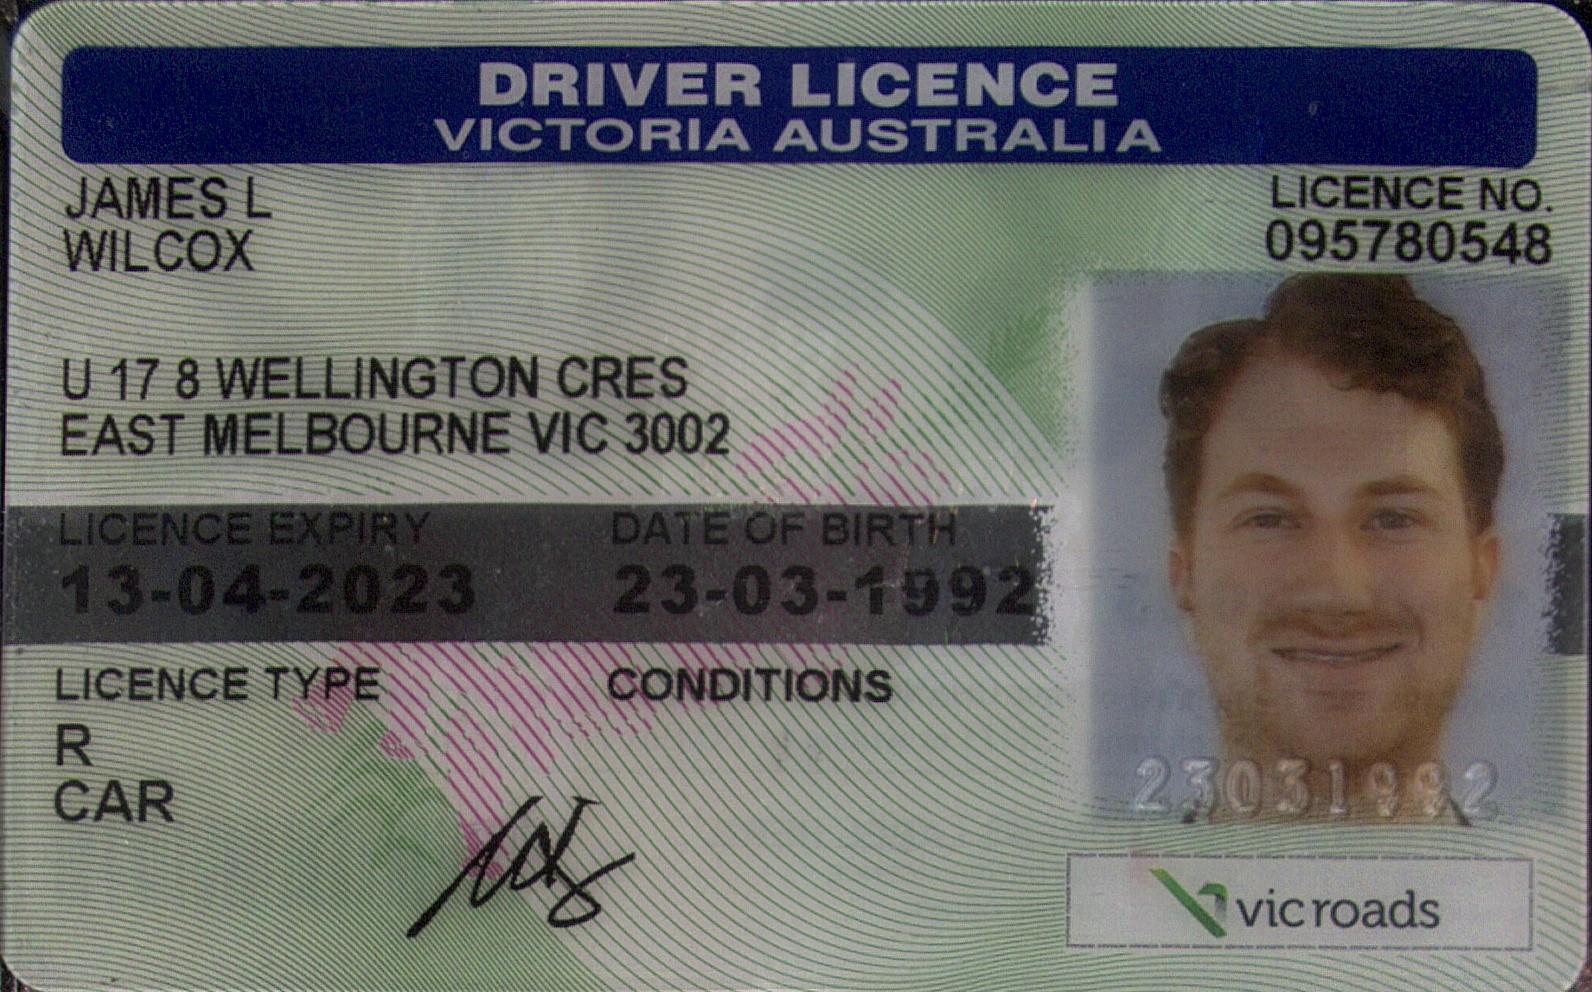 DRIVER LICENCE
VICTORIA AUSTRALIA
JAMES L
WILCOX
LICENCE NO.
095780548
U 17 8 WELLINGTON CRES
EAST MELBOURNE VIC 3002
LICENCE EXPIRY DATE OF BIRTH
13-04-2023 23-03-1992
LICENCE TYPE CONDITIONS
R
CAR
23031992
vicroads